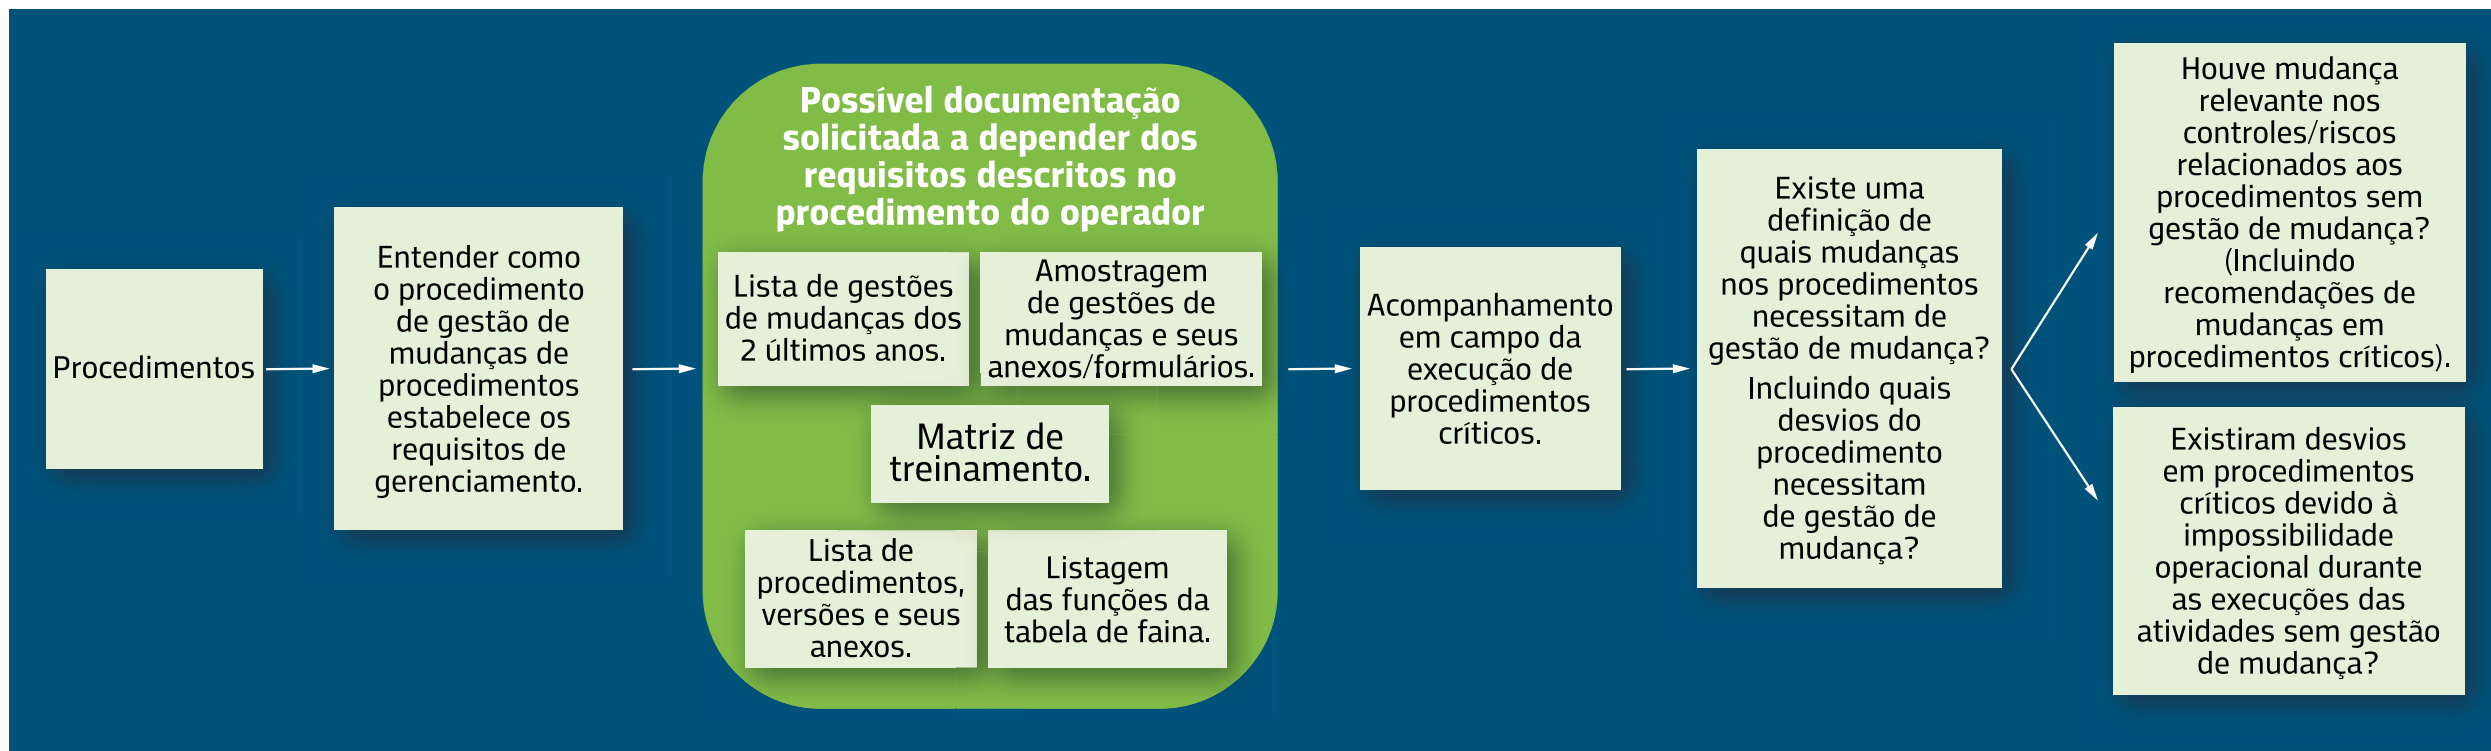 Procedimentos
Entender como
o procedimento
de gestão de
mudanças de
procedimentos
estabelece os
requisitos de
gerenciamento.
Possível documentação
solicitada a depender dos
requisitos descritos no
procedimento do operador
Lista de gestões
de mudanças dos
2 últimos anos.
Amostragem
de gestões de
mudanças e seus
anexos/formulários.
Matriz de
treinamento.
Lista de
procedimentos,
versões e seus
anexos.
Listagem
das funções da
tabela de faina.
Acompanhamento
em campo da
execução de
procedimentos
críticos.
Existe uma
definição de
quais mudanças
nos procedimentos
necessitam de
gestão de mudança?
Incluindo quais
desvios do
procedimento
necessitam
de gestão de
mudança?
Houve mudança
relevante nos
controles/riscos
relacionados aos
procedimentos sem
gestão de mudança?
(Incluindo
recomendações de
mudanças em
procedimentos críticos).
Existiram desvios
em procedimentos
críticos devido à
impossibilidade
operacional durante
as execuções das
atividades sem gestão
de mudança?